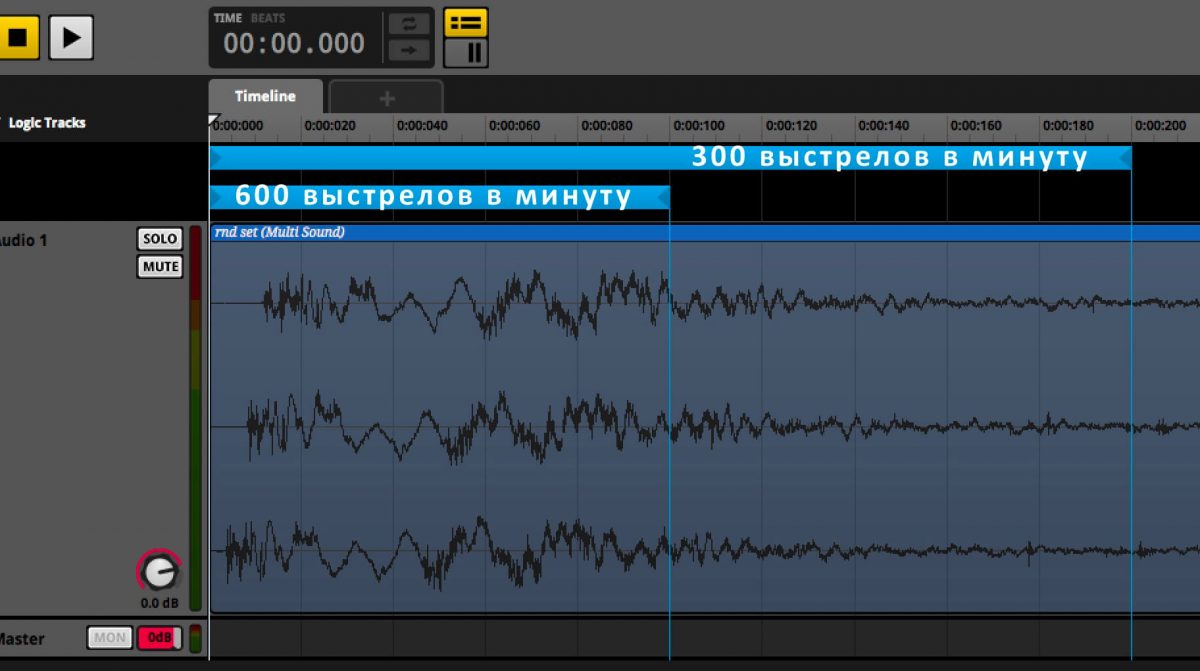 TIME BEATS
00:00.000
Timeline
+
Logic Tracks
0:00:000 0:00:020 0:00:040 0:00:060 0:00:080 0:00:100 0:00:120 0:00:140 0:00:160 0:00:180 0:00:200
300 выстрелов в минуту
600 выстрелов в минуту
rnd set (Multi Sound)
udio 1
SOLO
MUTE
0.0 dB
Master
MON
0dB